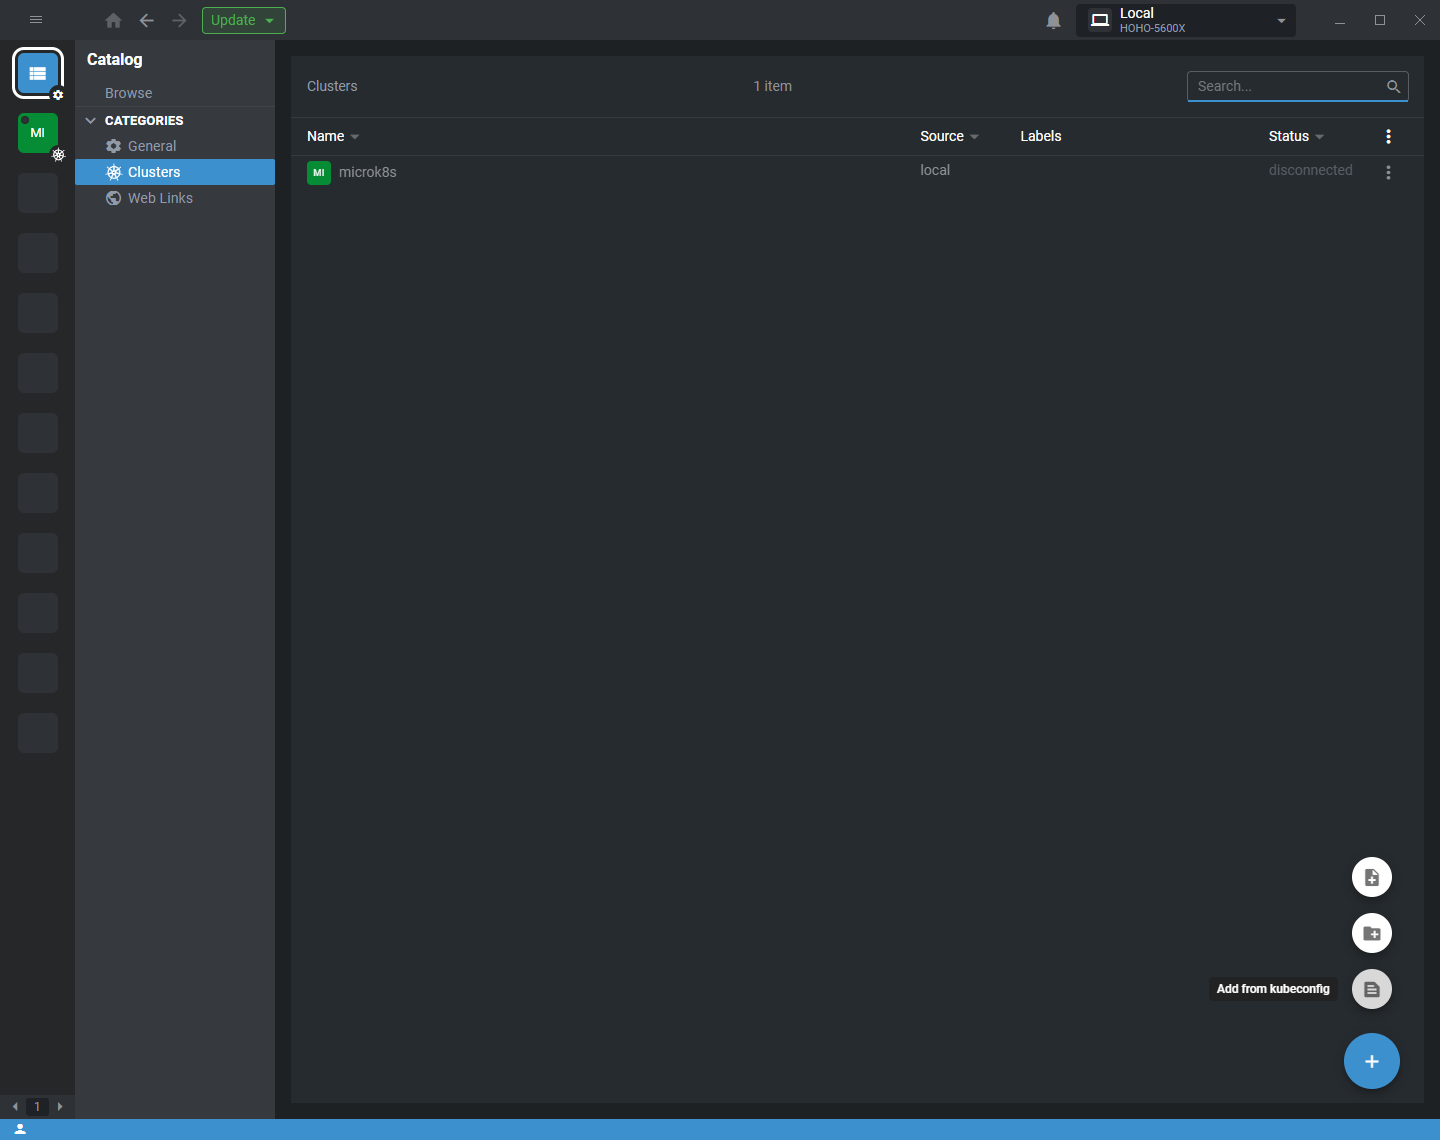 Update
Local
HOHO-5600X
Catalog
Browse
CATEGORIES
General
Clusters
Web Links
MI
Clusters
1 item
Search...
Name
Source
Labels
Status
MI
microk8s
local
disconnected
Add from kubeconfig
1